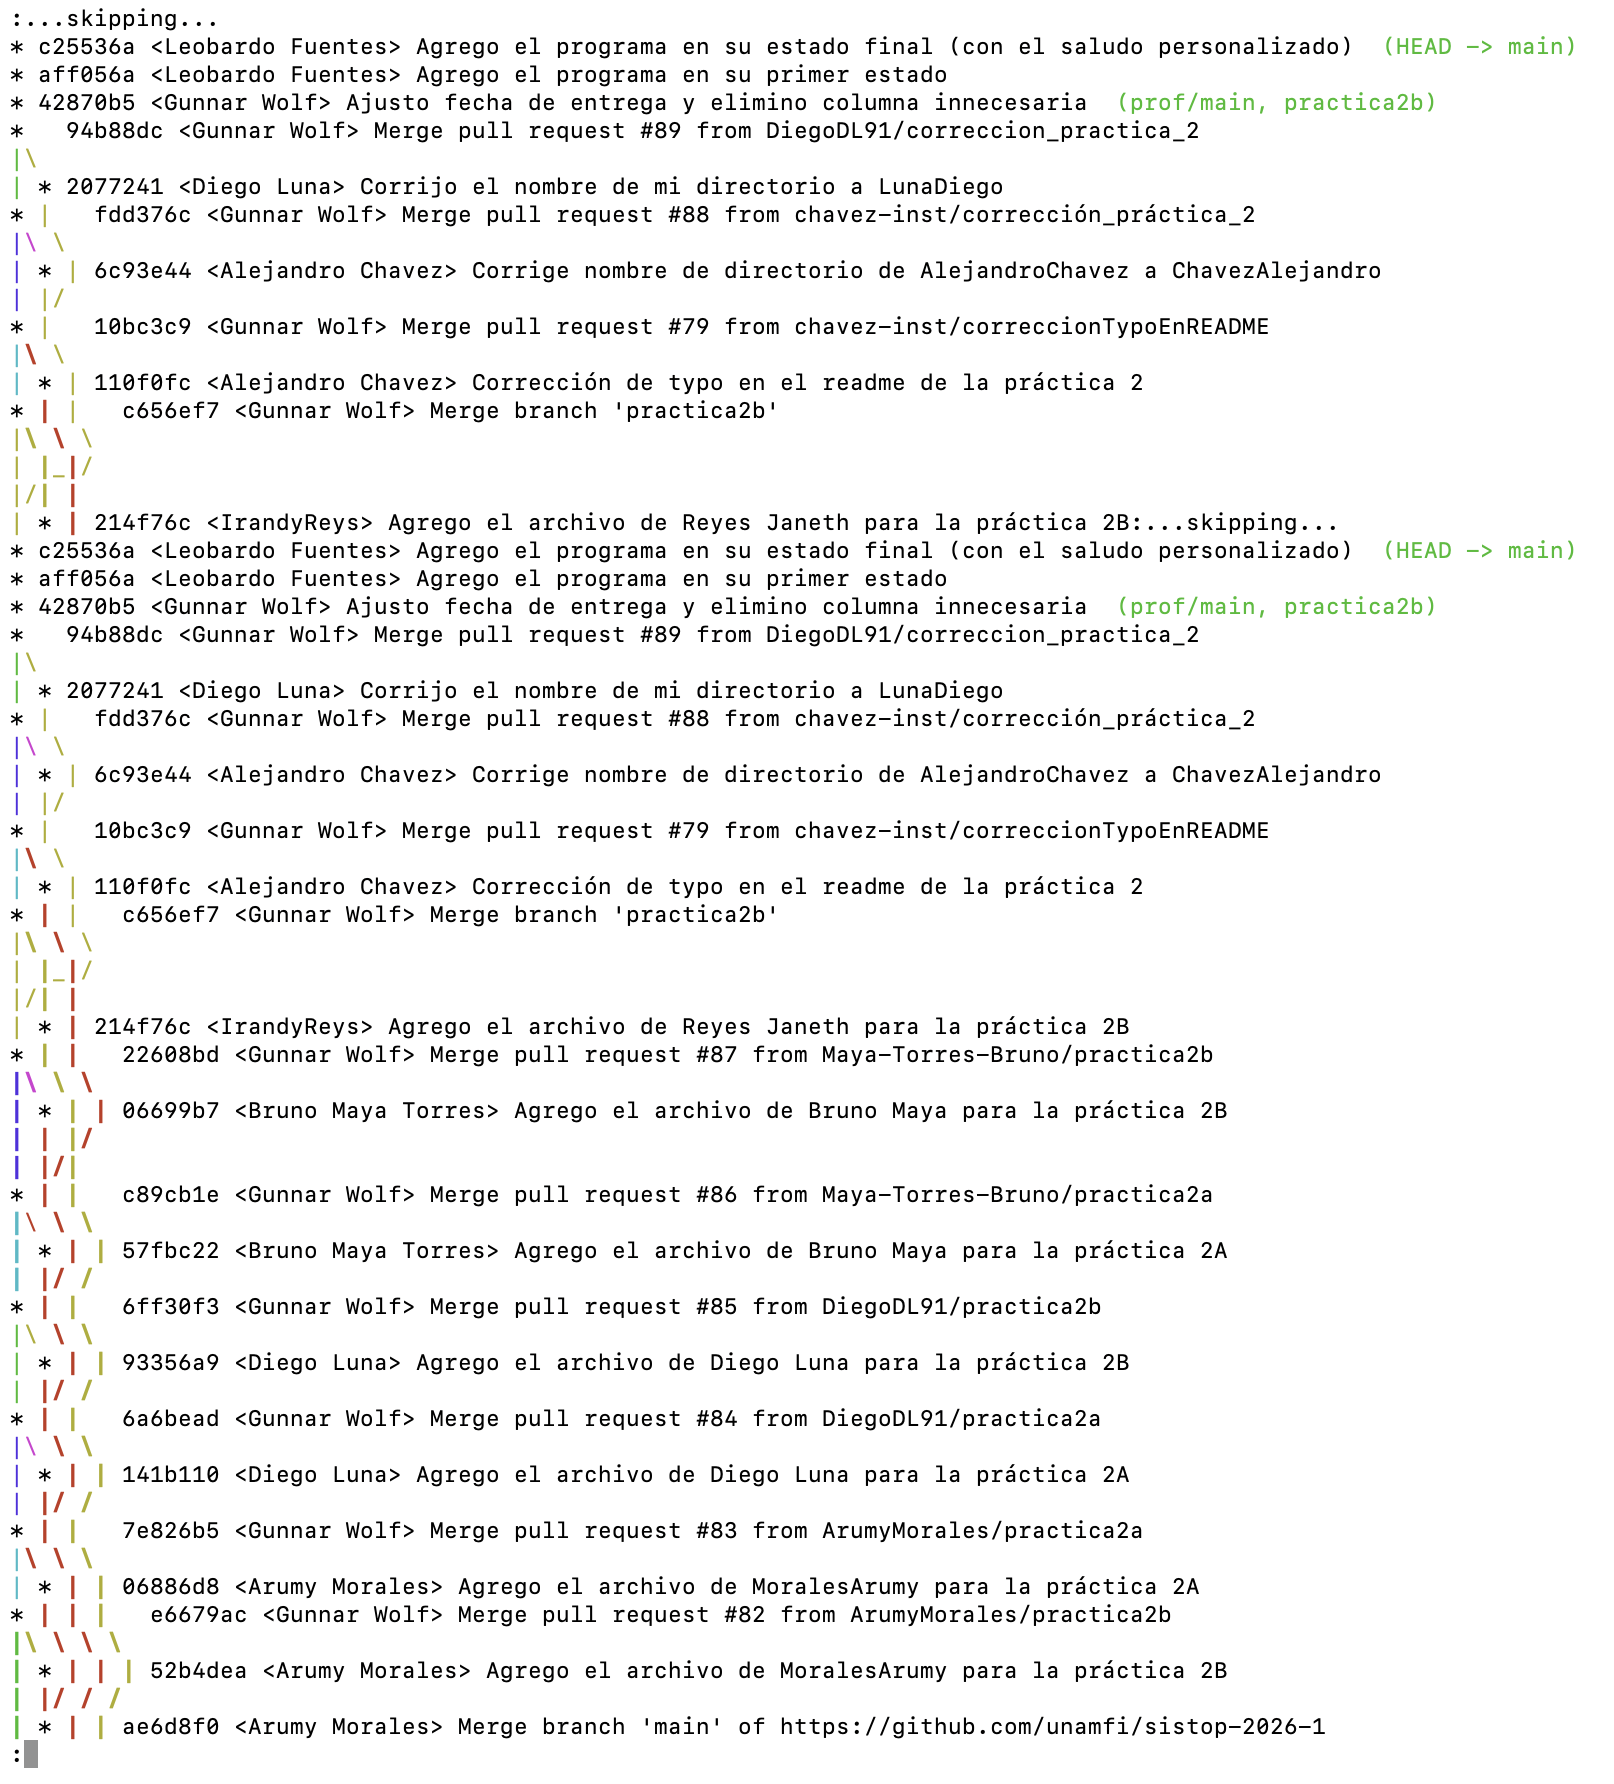 :...skipping...
* c25536a <Leobardo Fuentes> Agrego el programa en su estado final (con el saludo personalizado)  (HEAD -> main)
* aff056a <Leobardo Fuentes> Agrego el programa en su primer estado
* 42870b5 <Gunnar Wolf> Ajusto fecha de entrega y elimino columna innecesaria  (prof/main, practica2b)
*   94b88dc <Gunnar Wolf> Merge pull request #89 from DiegoDL91/correccion_practica_2
|\
| * 2077241 <Diego Luna> Corrijo el nombre de mi directorio a LunaDiego
* |   fdd376c <Gunnar Wolf> Merge pull request #88 from chavez-inst/corrección_práctica_2
|\ \
| * | 6c93e44 <Alejandro Chavez> Corrige nombre de directorio de AlejandroChavez a ChavezAlejandro
| |/
* |   10bc3c9 <Gunnar Wolf> Merge pull request #79 from chavez-inst/correccionTypoEnREADME
|\ \
| * | 110f0fc <Alejandro Chavez> Corrección de typo en el readme de la práctica 2
* | |   c656ef7 <Gunnar Wolf> Merge branch 'practica2b'
|\ \ \
| |_|/
|/| |
| * | 214f76c <IrandyReys> Agrego el archivo de Reyes Janeth para la práctica 2B:...skipping...
* c25536a <Leobardo Fuentes> Agrego el programa en su estado final (con el saludo personalizado)  (HEAD -> main)
* aff056a <Leobardo Fuentes> Agrego el programa en su primer estado
* 42870b5 <Gunnar Wolf> Ajusto fecha de entrega y elimino columna innecesaria  (prof/main, practica2b)
*   94b88dc <Gunnar Wolf> Merge pull request #89 from DiegoDL91/correccion_practica_2
|\
| * 2077241 <Diego Luna> Corrijo el nombre de mi directorio a LunaDiego
* |   fdd376c <Gunnar Wolf> Merge pull request #88 from chavez-inst/corrección_práctica_2
|\ \
| * | 6c93e44 <Alejandro Chavez> Corrige nombre de directorio de AlejandroChavez a ChavezAlejandro
| |/
* |   10bc3c9 <Gunnar Wolf> Merge pull request #79 from chavez-inst/correccionTypoEnREADME
|\ \
| * | 110f0fc <Alejandro Chavez> Corrección de typo en el readme de la práctica 2
* | |   c656ef7 <Gunnar Wolf> Merge branch 'practica2b'
|\ \ \
| |_|/
|/| |
| * | 214f76c <IrandyReys> Agrego el archivo de Reyes Janeth para la práctica 2B
* | |   22608bd <Gunnar Wolf> Merge pull request #87 from Maya-Torres-Bruno/practica2b
|\ \ \
| * | | 06699b7 <Bruno Maya Torres> Agrego el archivo de Bruno Maya para la práctica 2B
| | |/
| |/|
* | |   c89cb1e <Gunnar Wolf> Merge pull request #86 from Maya-Torres-Bruno/practica2a
|\ \ \
| * | | 57fbc22 <Bruno Maya Torres> Agrego el archivo de Bruno Maya para la práctica 2A
| |/ /
* | |   6ff30f3 <Gunnar Wolf> Merge pull request #85 from DiegoDL91/practica2b
|\ \ \
| * | | 93356a9 <Diego Luna> Agrego el archivo de Diego Luna para la práctica 2B
| |/ /
* | |   6a6bead <Gunnar Wolf> Merge pull request #84 from DiegoDL91/practica2a
|\ \ \
| * | | 141b110 <Diego Luna> Agrego el archivo de Diego Luna para la práctica 2A
| |/ /
* | |   7e826b5 <Gunnar Wolf> Merge pull request #83 from ArumyMorales/practica2a
|\ \ \
| * | | 06886d8 <Arumy Morales> Agrego el archivo de MoralesArumy para la práctica 2A
* | | |   e6679ac <Gunnar Wolf> Merge pull request #82 from ArumyMorales/practica2b
|\ \ \ \
| * | | | 52b4dea <Arumy Morales> Agrego el archivo de MoralesArumy para la práctica 2B
| |/ / /
| * | | ae6d8f0 <Arumy Morales> Merge branch 'main' of https://github.com/unamfi/sistop-2026-1
: